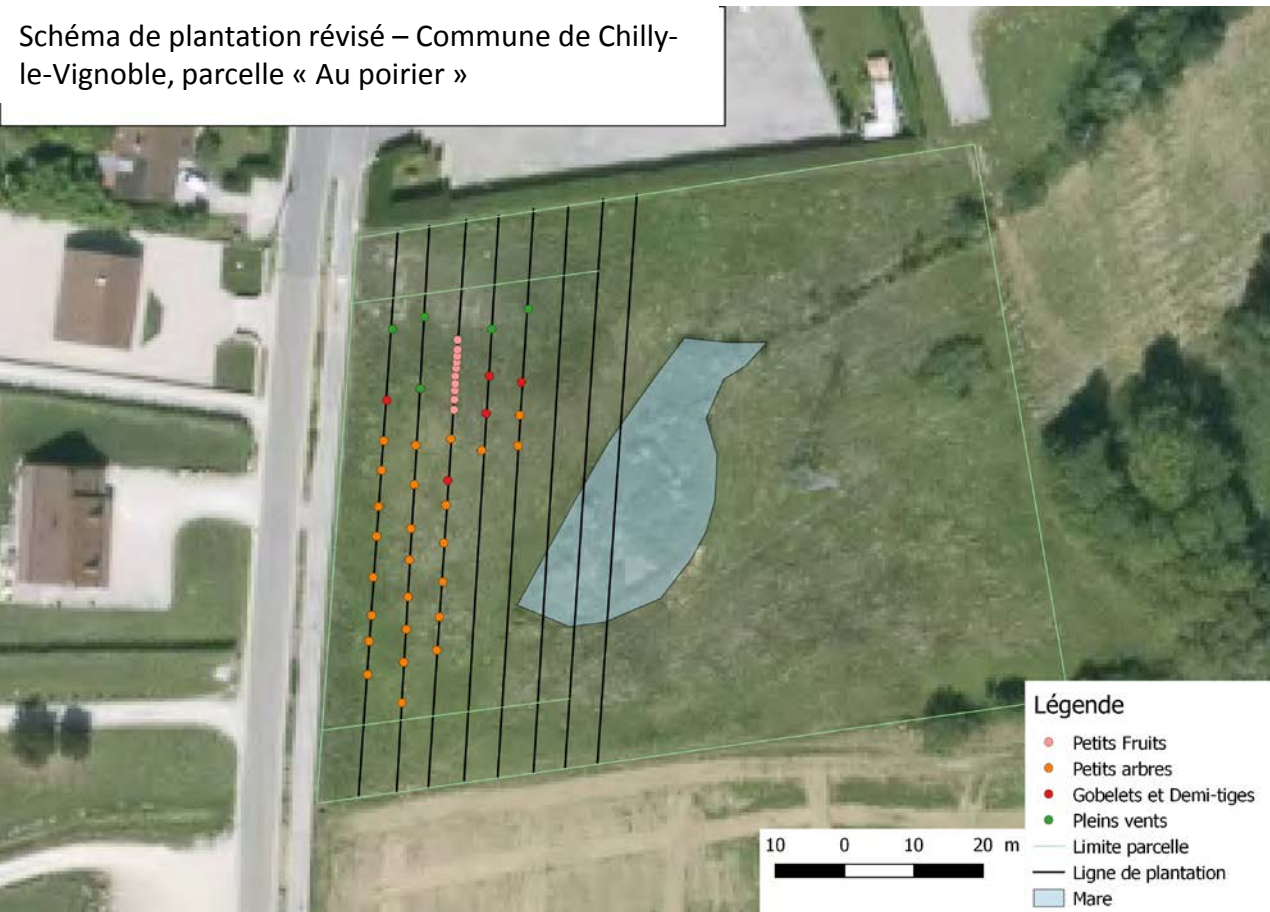 Schéma de plantation révisé – Commune de Chilly-
le-Vignoble, parcelle « Au poirier »
Légende
Petits Fruits
Petits arbres
Gobelets et Demi-tiges
Pleins vents
Limite parcelle
Ligne de plantation
Mare
10 0 10 20 m